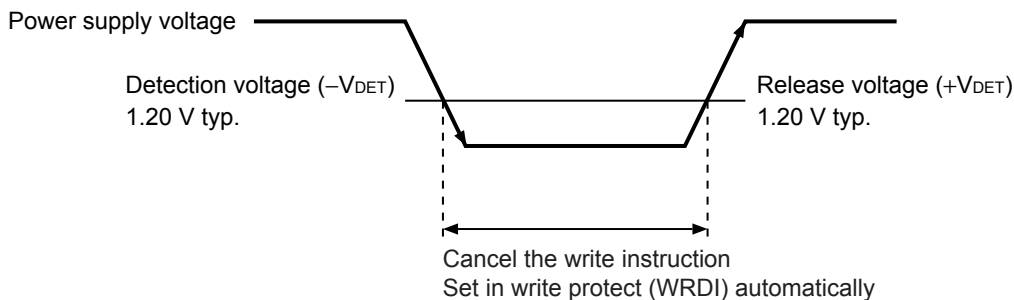 Power supply voltage
Detection voltage (−VDET)
1.20 V typ.
Release voltage (+VDET)
1.20 V typ.
Cancel the write instruction
Set in write protect (WRDI) automatically